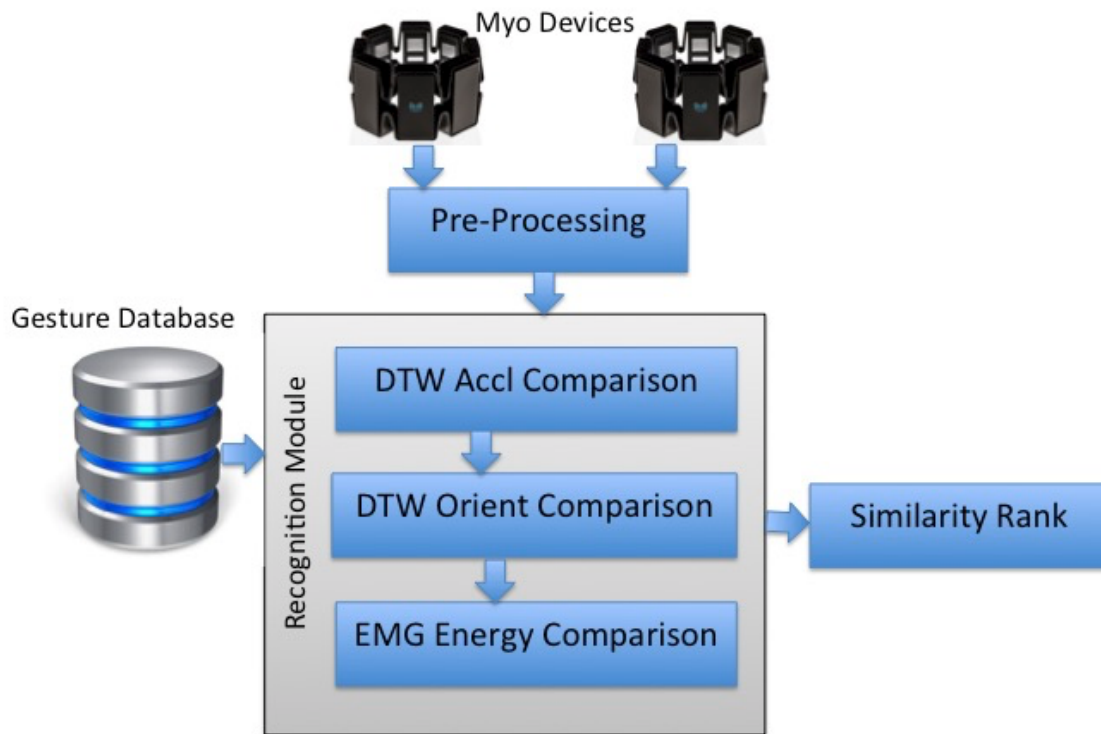 Myo Devices
Pre-Processing
Gesture Database
Recognition Module
DTW Accl Comparison
DTW Orient Comparison
EMG Energy Comparison
Similarity Rank